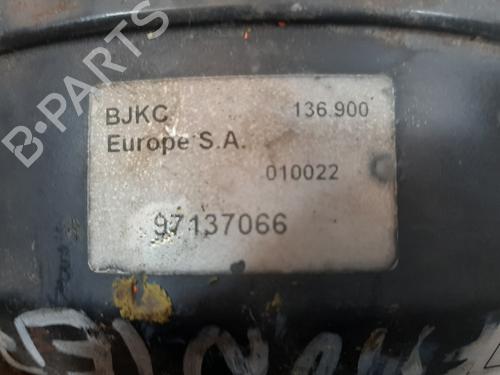 B-PARTS
BJKC 136.900
Europe S.A.
010022
97137066